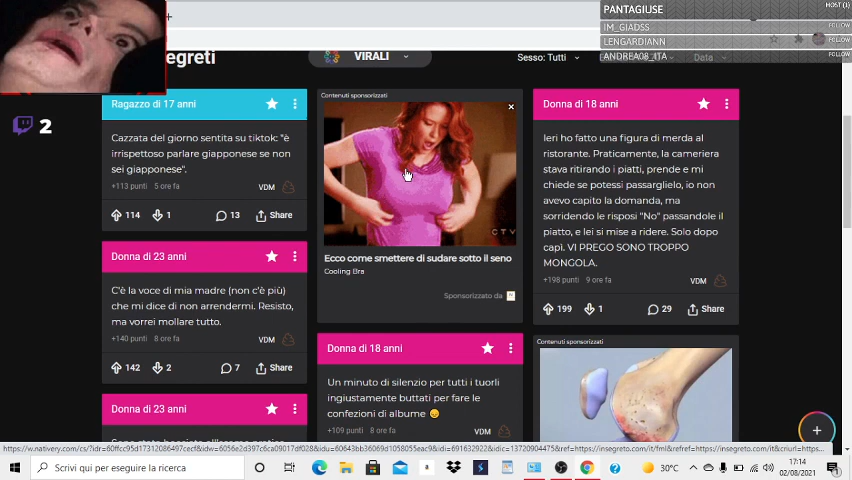 PANTAGIUSE
HOST (1)
IM_GIADSS
FOLLOW
LENGARDIANN
FOLLOW
ANDREA08_ITA
FOLLOW
segreti
VIRALI
Sesso: Tutti
Data
2
Ragazzo di 17 anni
Cazzata del giorno sentita su tiktok: "è
irrispettoso parlare giapponese se non
sei giapponese".
+113 punti 5 ore fa
VDM
114 1 13 Share
Donna di 23 anni
C'è la voce di mia madre (non c'è più)
che mi dice di non arrendermi. Resisto,
ma vorrei mollare tutto.
+140 punti 8 ore fa
VDM
142 2 7 Share
Donna di 23 anni
Contenuti sponsorizzati
CTV
Ecco come smettere di sudare sotto il seno
Cooling Bra
Sponsorizzato da
Donna di 18 anni
Un minuto di silenzio per tutti i tuorli
ingiustamente buttati per fare le
confezioni di albume
+109 punti 8 ore fa
VDM
Donna di 18 anni
Ieri ho fatto una figura di merda al
ristorante. Praticamente, la cameriera
stava ritirando i piatti, prende e mi
chiede se potessi passarglielo, io non
avevo capito la domanda, ma
sorridendo le risposi "No" passandole il
piatto, e lei si mise a ridere. Solo dopo
capì. VI PREGO SONO TROPPO
MONGOLA.
+198 punti 9 ore fa
VDM
199 1 29 Share
Contenuti sponsorizzati
Scrivi qui per eseguire la ricerca
30°C
17:14
02/08/2021